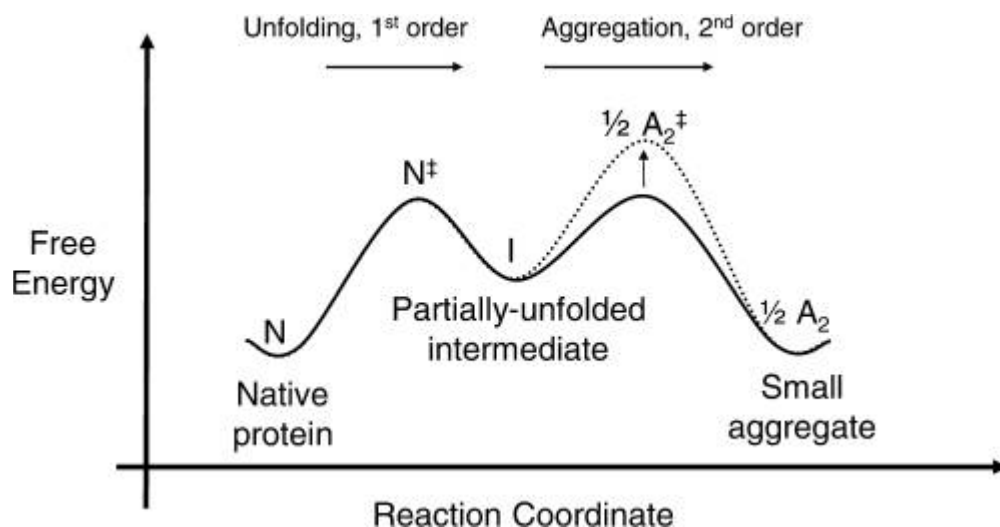 Unfolding, 1st order
Aggregation, 2nd order
½ A₂‡
N‡
I
Free
Energy
N
Partially-unfolded
intermediate
½ A₂
Native
protein
Small
aggregate
Reaction Coordinate